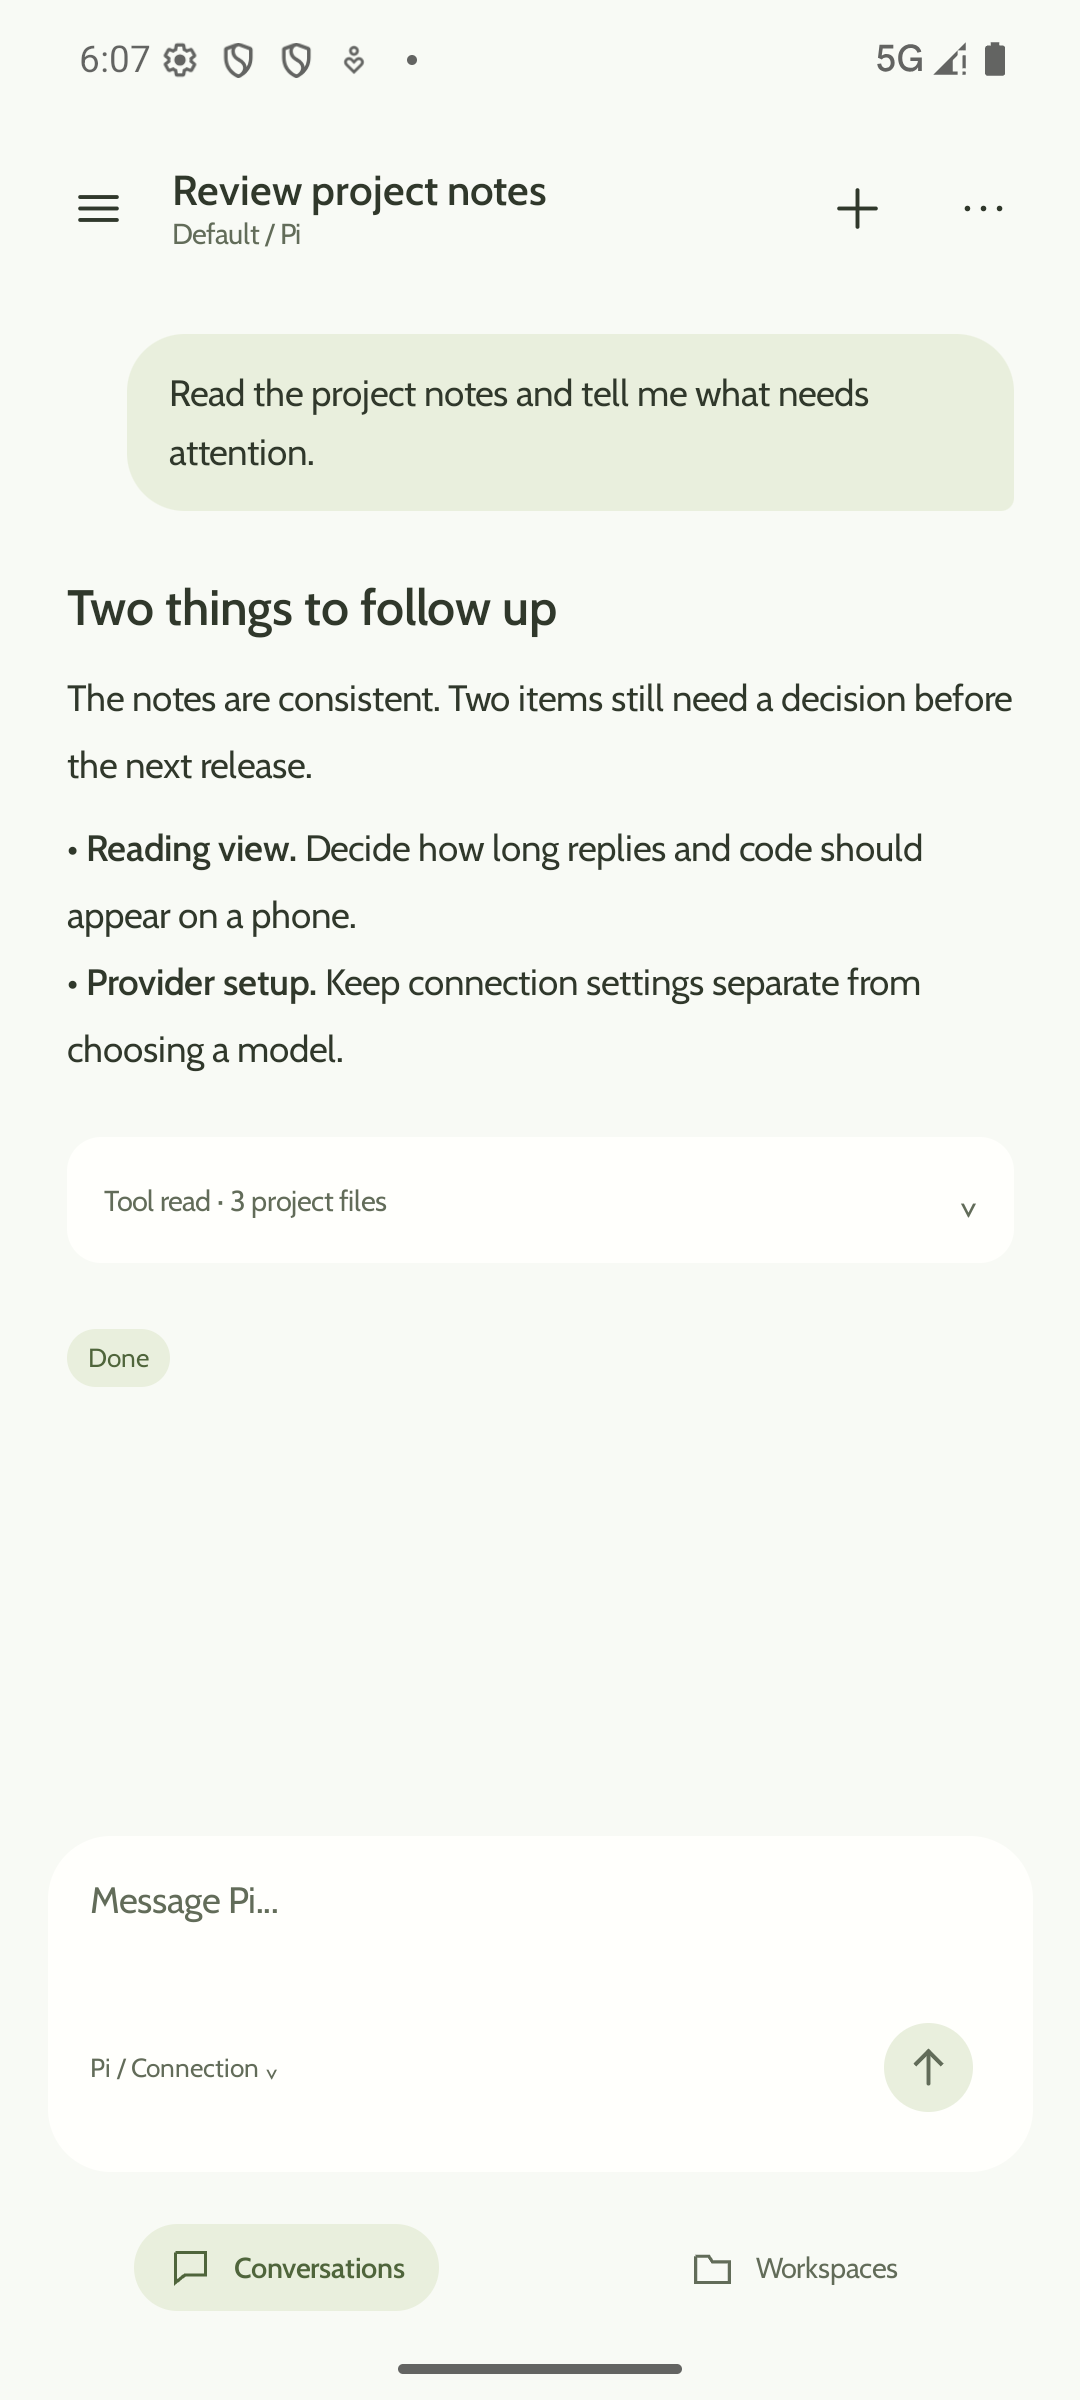 6:07
5G
Review project notes
Default / Pi
Read the project notes and tell me what needs
attention.
Two things to follow up
The notes are consistent. Two items still need a decision before
the next release.
• Reading view. Decide how long replies and code should
appear on a phone.
• Provider setup. Keep connection settings separate from
choosing a model.
Tool read · 3 project files
Done
Message Pi...
Pi / Connection
Conversations
Workspaces